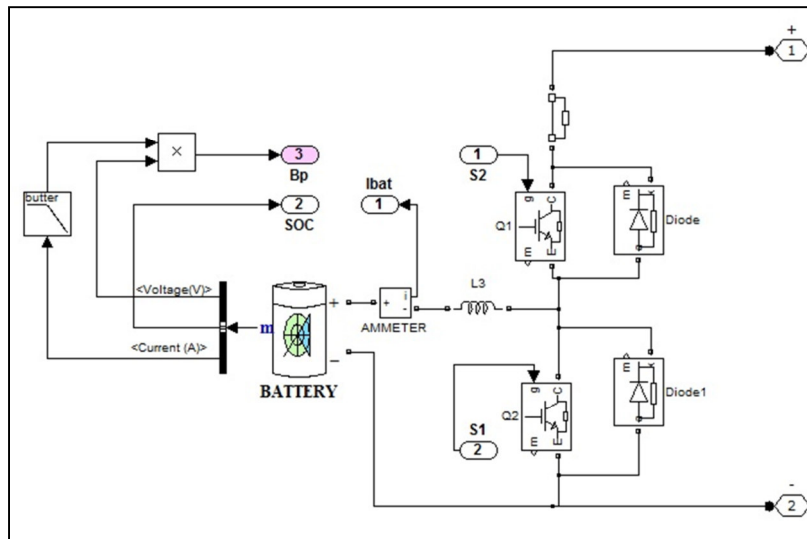 +
1
3
Bp
1
S2
butter
Ibat
1
2
SOC
g
C
Q1
m
E
m
k
a
Diode
<Voltage(V)>
L3
m
+
+
i
-
AMMETER
<Current (A)>
-
BATTERY
g
C
Q2
m
E
m
k
a
Diode1
S1
2
-
2